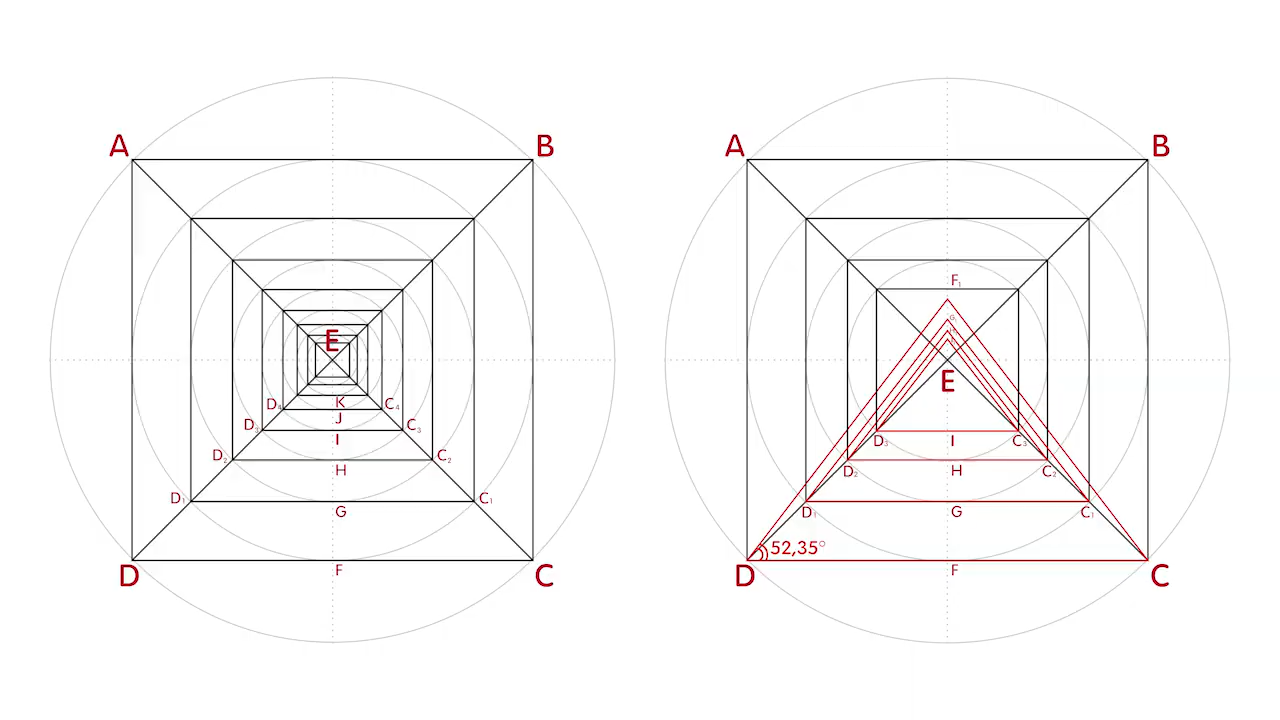 A B
E
K
D₄ C₄
J
D₃ C₃
I
D₂ C₂
H
D₁ C₁
G
D F C
A B
F₁
E
D₃ I C₃
D₂ H C₂
D₁ G C₁
52,35°
D F C